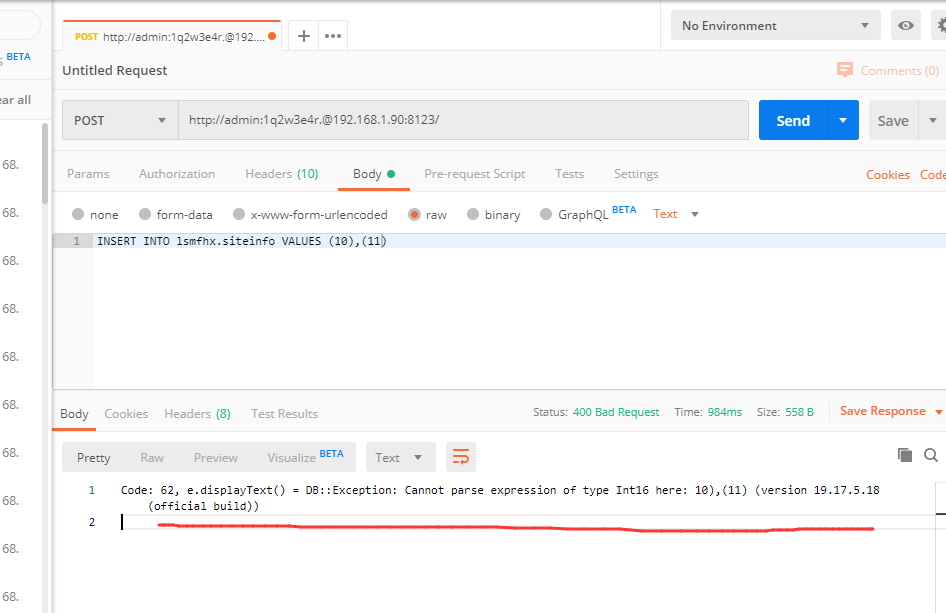 POST http://admin:1q2w3e4r.@192....
No Environment
BETA
Untitled Request
Comments (0)
ear all
POST http://admin:1q2w3e4r.@192.168.1.90:8123/ Send Save
68.
Params Authorization Headers (10) Body Pre-request Script Tests Settings Cookies Code
68.
none form-data x-www-form-urlencoded raw binary GraphQL BETA Text
1 INSERT INTO lsmfhx.siteinfo VALUES (10),(11)
68.
68.
68.
68.
Body Cookies Headers (8) Test Results Status: 400 Bad Request Time: 984ms Size: 558 B Save Response
68.
Pretty Raw Preview Visualize BETA Text
1 Code: 62, e.displayText() = DB::Exception: Cannot parse expression of type Int16 here: 10),(11) (version 19.17.5.18
(official build))
68.
2
68.
68.